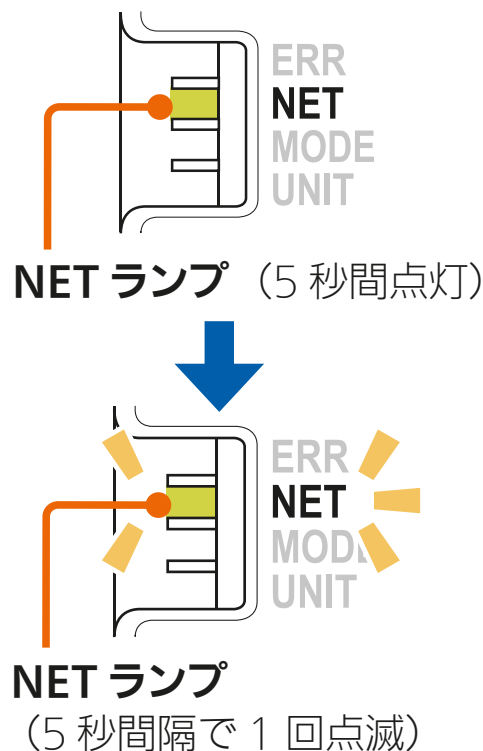 ERR
NET
MODE
UNIT
NET ランプ（5 秒間点灯）
ERR
NET
MODE
UNIT
NET ランプ
（5 秒間隔で 1 回点滅）